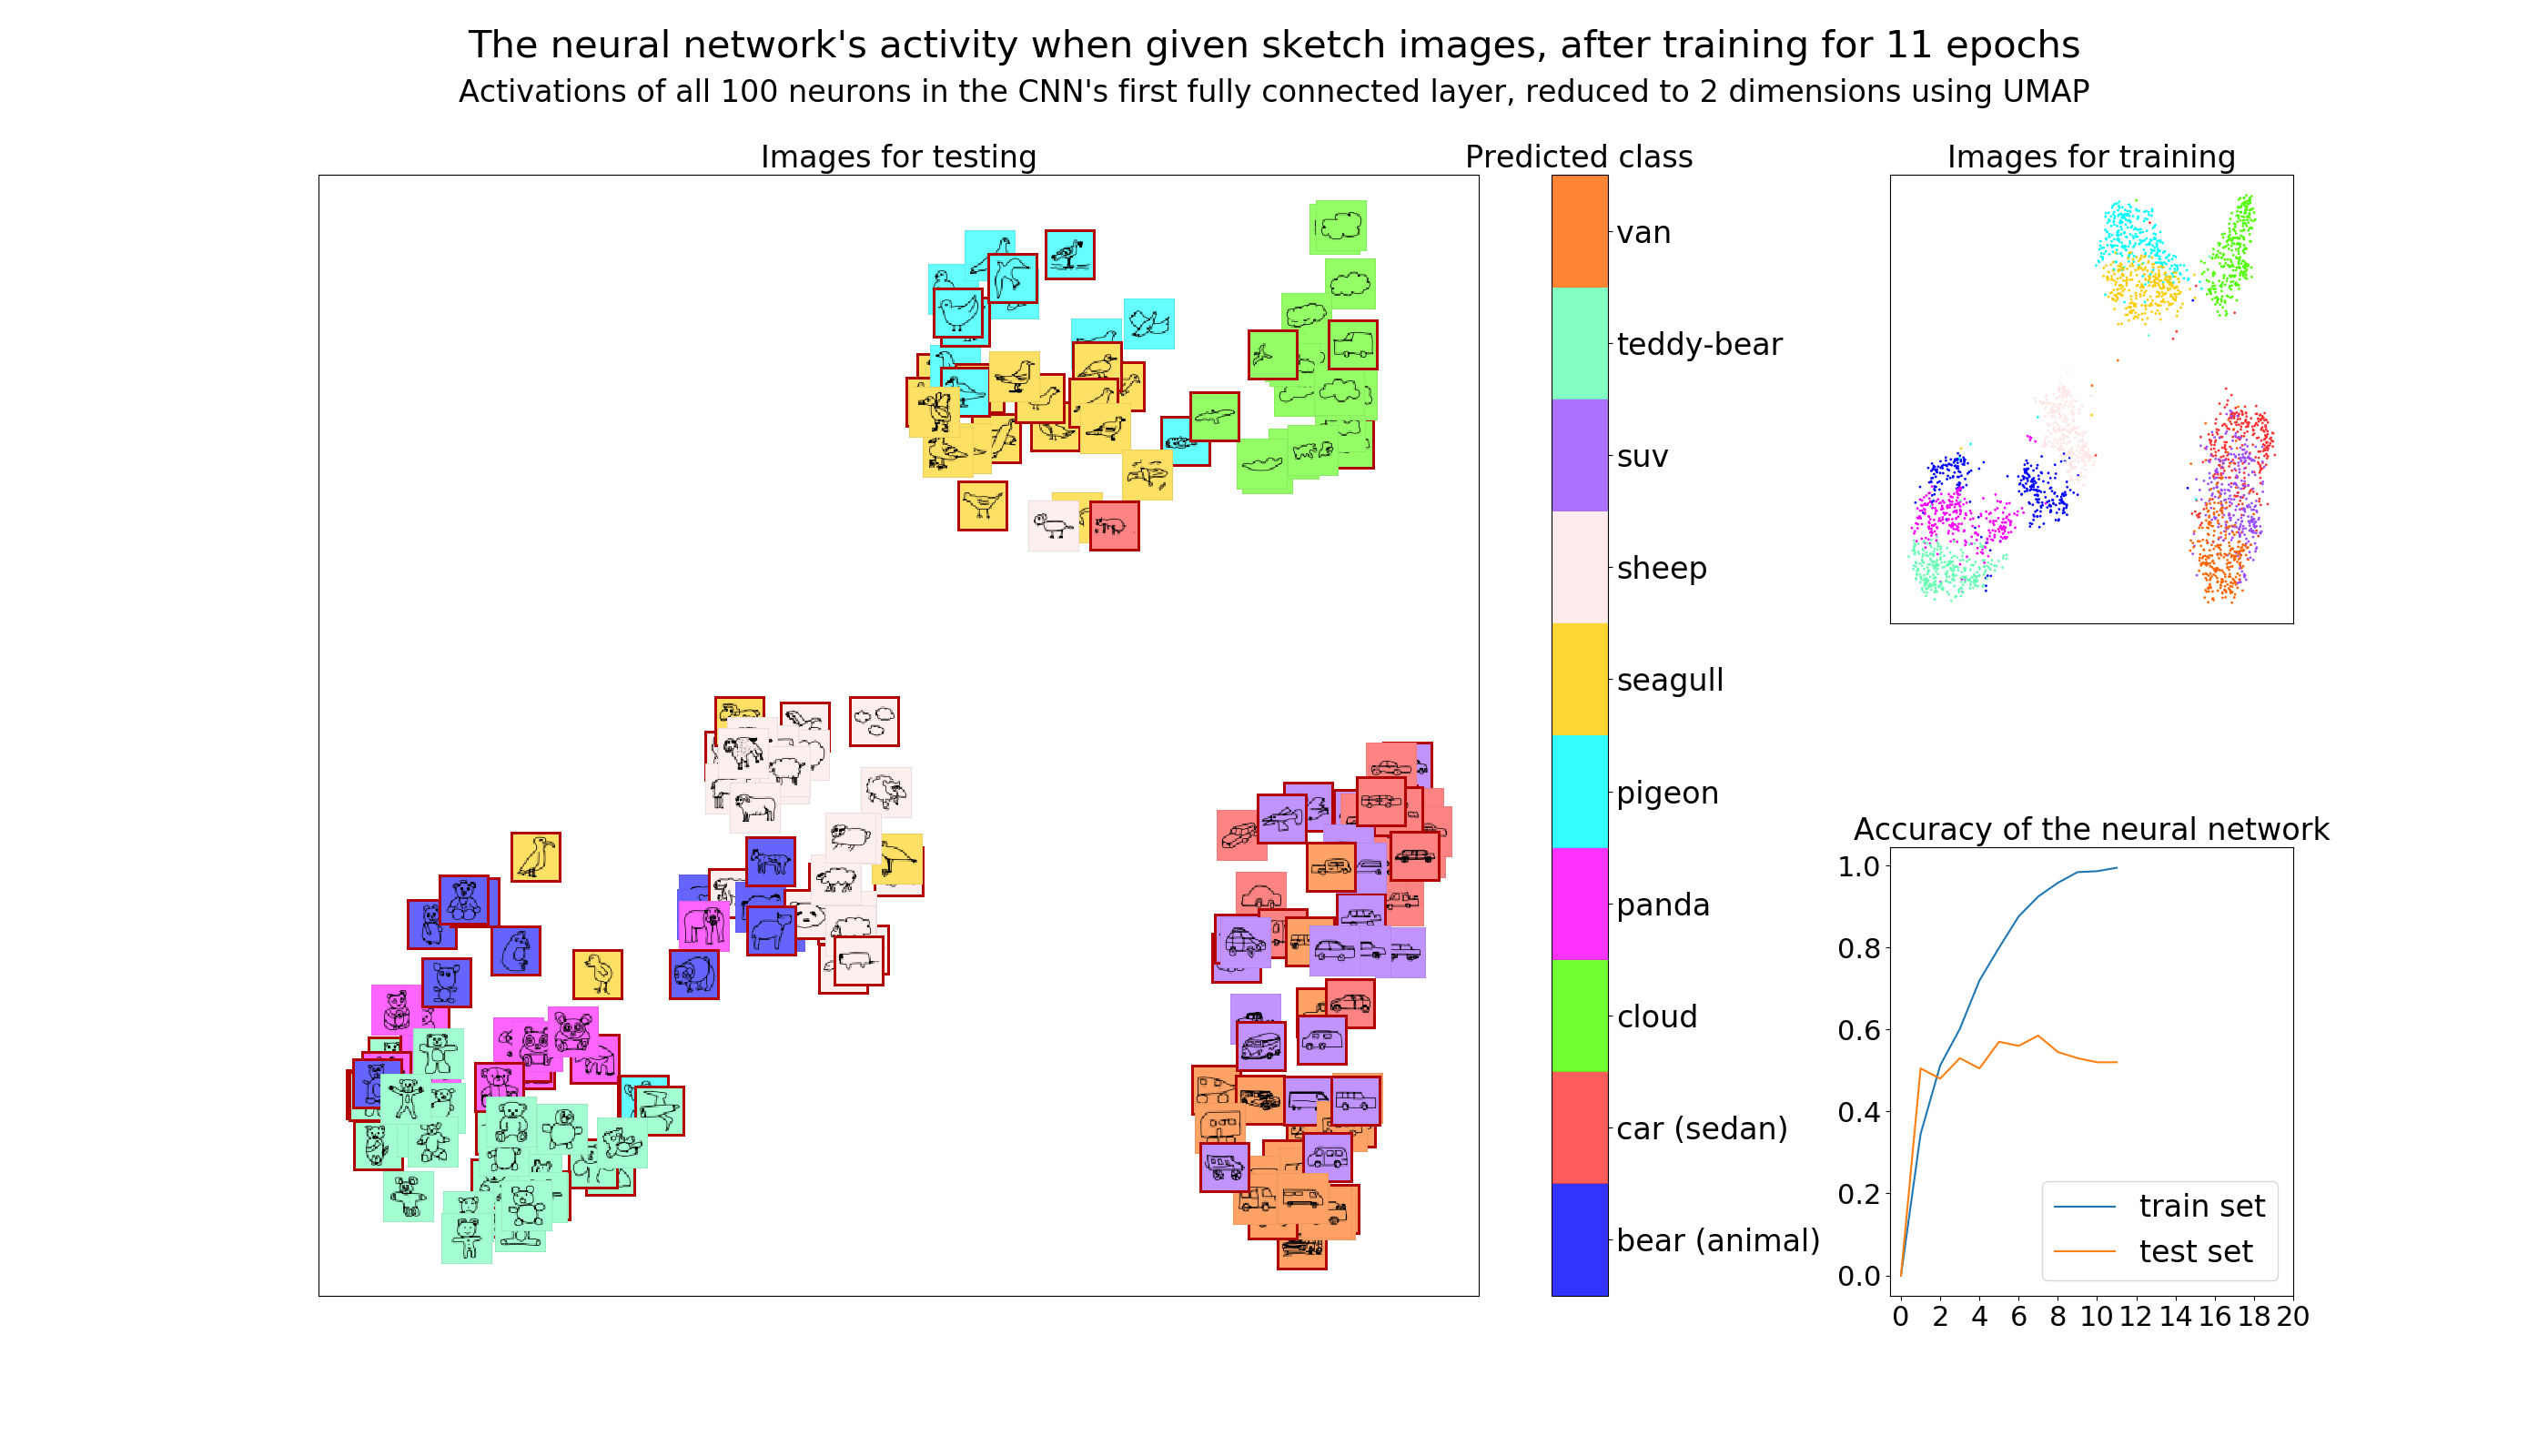 The neural network's activity when given sketch images, after training for 11 epochs
Activations of all 100 neurons in the CNN's first fully connected layer, reduced to 2 dimensions using UMAP
Images for testing
Predicted class
van
teddy-bear
suv
sheep
seagull
pigeon
panda
cloud
car (sedan)
bear (animal)
Images for training
Accuracy of the neural network
1.0
0.8
0.6
0.4
0.2
0.0
train set
test set
0 2 4 6 8 10 12 14 16 18 20